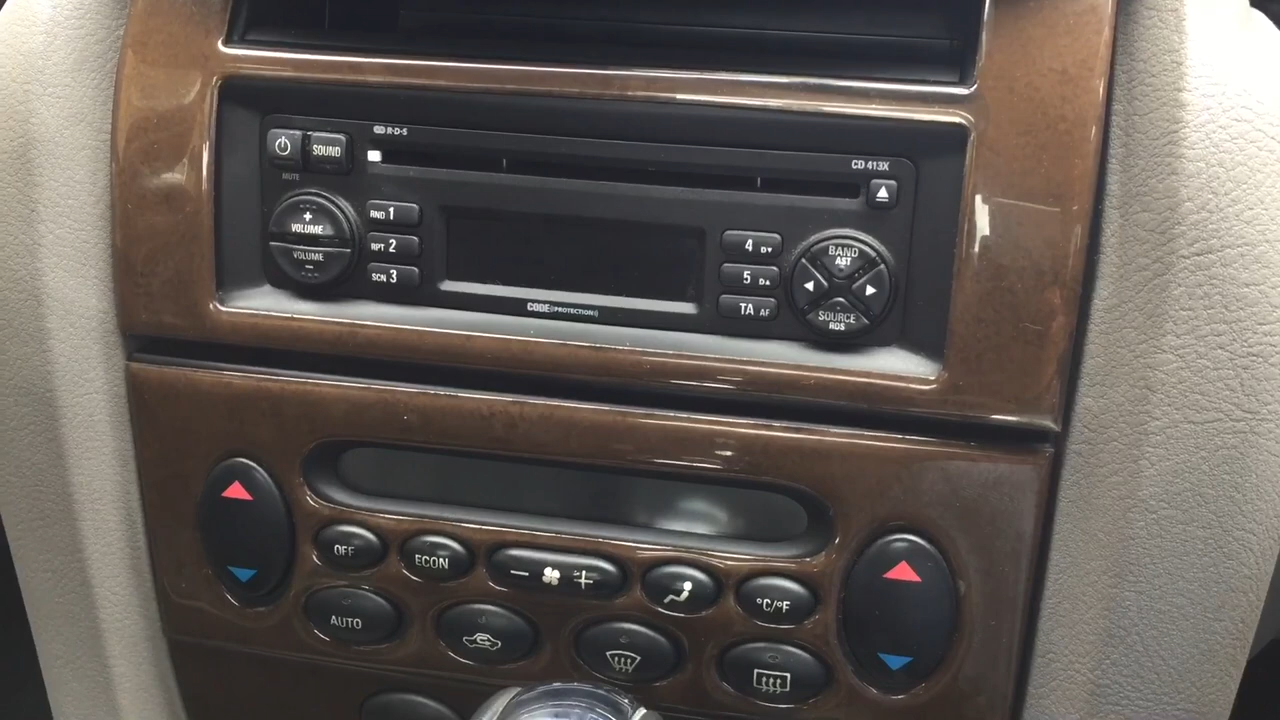 R·D·S
SOUND
MUTE
CD 413X
+
VOLUME
VOLUME
-
RND 1
RPT 2
SCN 3
4 D▼
5 D▲
TA AF
BAND
AST
SOURCE
RDS
CODE((PROTECTION))
OFF
ECON
- +
°C/°F
AUTO